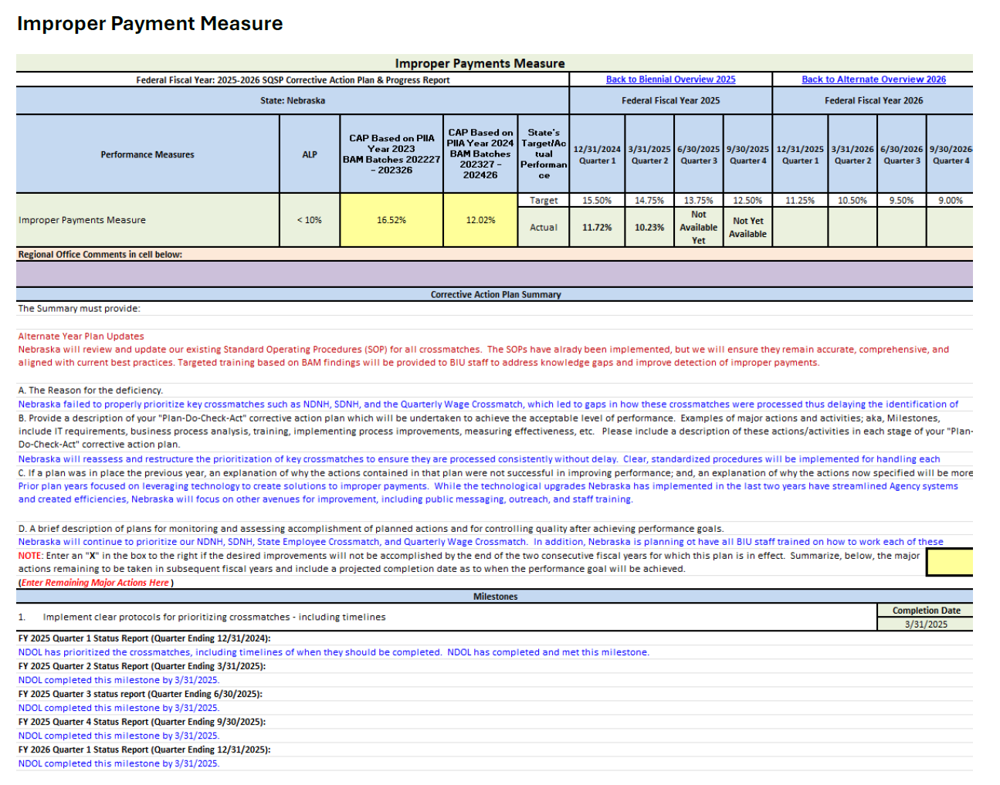 Improper Payment Measure
Improper Payments Measure
Federal Fiscal Year: 2025-2026 SQSP Corrective Action Plan & Progress Report
Back to Biennial Overview 2025
Back to Alternate Overview 2026
State: Nebraska
Federal Fiscal Year 2025
Federal Fiscal Year 2026
Performance Measures
ALP
CAP Based on PIIA
Year 2023
BAM Batches 202227
- 202326
CAP Based on
PIIA Year 2024
BAM Batches
202327 -
202426
State's
Target/Ac
tual
Performan
ce
12/31/2024
Quarter 1
3/31/2025
Quarter 2
6/30/2025
Quarter 3
9/30/2025
Quarter 4
12/31/2025
Quarter 1
3/31/2026
Quarter 2
6/30/2026
Quarter 3
9/30/2026
Quarter 4
Improper Payments Measure
< 10%
16.52%
12.02%
Target
15.50%
14.75%
13.75%
12.50%
11.25%
10.50%
9.50%
9.00%
Actual
11.72%
10.23%
Not
Available
Yet
Not Yet
Available
Regional Office Comments in cell below:
Corrective Action Plan Summary
The Summary must provide:
Alternate Year Plan Updates
Nebraska will review and update our existing Standard Operating Procedures (SOP) for all crossmatches.  The SOPs have alrady been implemented, but we will ensure they remain accurate, comprehensive, and
aligned with current best practices. Targeted training based on BAM findings will be provided to BIU staff to address knowledge gaps and improve detection of improper payments.
A. The Reason for the deficiency.
Nebraska failed to properly prioritize key crossmatches such as NDNH, SDNH, and the Quarterly Wage Crossmatch, which led to gaps in how these crossmatches were processed thus delaying the identification of
B. Provide a description of your "Plan-Do-Check-Act" corrective action plan which will be undertaken to achieve the acceptable level of performance.  Examples of major actions and activities; aka, Milestones,
include IT requirements, business process analysis, training, implementing process improvements, measuring effectiveness, etc.   Please include a description of these actions/activities in each stage of your "Plan-
Do-Check-Act" corrective action plan.
Nebraska will reassess and restructure the prioritization of key crossmatches to ensure they are processed consistently without delay.  Clear, standardized procedures will be implemented for handling each
C. If a plan was in place the previous year, an explanation of why the actions contained in that plan were not successful in improving performance; and, an explanation of why the actions now specified will be more
Prior plan years focused on leveraging technology to create solutions to improper payments.  While the technological upgrades Nebraska has implemented in the last two years have streamlined Agency systems
and created efficiencies, Nebraska will focus on other avenues for improvement, including public messaging, outreach, and staff training.
D. A brief description of plans for monitoring and assessing accomplishment of planned actions and for controlling quality after achieving performance goals.
Nebraska will continue to prioritize our NDNH, SDNH, State Employee Crossmatch, and Quarterly Wage Crossmatch.  In addition, Nebraska is planning ot have all BIU staff trained on how to work each of these
NOTE: Enter an "X" in the box to the right if the desired improvements will not be accomplished by the end of the two consecutive fiscal years for which this plan is in effect.  Summarize, below, the major
actions remaining to be taken in subsequent fiscal years and include a projected completion date as to when the performance goal will be achieved.
(Enter Remaining Major Actions Here )
Milestones
1. Implement clear protocols for prioritizing crossmatches - including timelines
Completion Date
3/31/2025
FY 2025 Quarter 1 Status Report (Quarter Ending 12/31/2024):
NDOL has prioritized the crossmatches, including timelines of when they should be completed.  NDOL has completed and met this milestone.
FY 2025 Quarter 2 Status Report (Quarter Ending 3/31/2025):
NDOL completed this milestone by 3/31/2025.
FY 2025 Quarter 3 status report (Quarter Ending 6/30/2025):
NDOL completed this milestone by 3/31/2025.
FY 2025 Quarter 4 Status Report (Quarter Ending 9/30/2025):
NDOL completed this milestone by 3/31/2025.
FY 2026 Quarter 1 Status Report (Quarter Ending 12/31/2025):
NDOL completed this milestone by 3/31/2025.